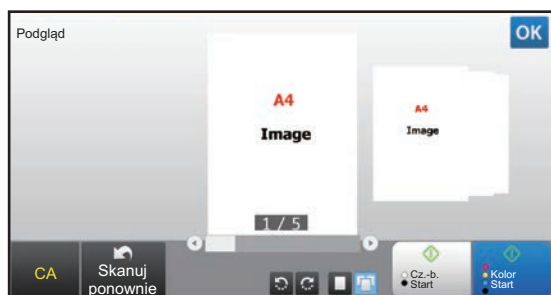 Podgląd
OK
A4
Image
A4
Image
1 / 5
CA
Skanuj
ponownie
Cz.-b.
Start
Kolor
Start